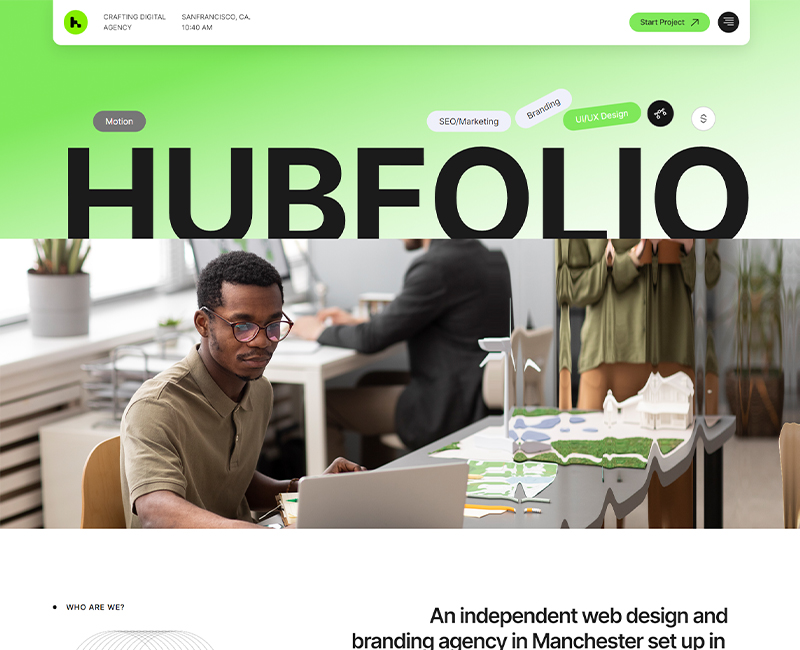 CRAFTING DIGITAL
AGENCY
SANFRANCISCO, CA.
10:40 AM
Start Project
Motion
SEO/Marketing
Branding
UI/UX Design
$
HUBFOLIO
WHO ARE WE?
An independent web design and
branding agency in Manchester set up in